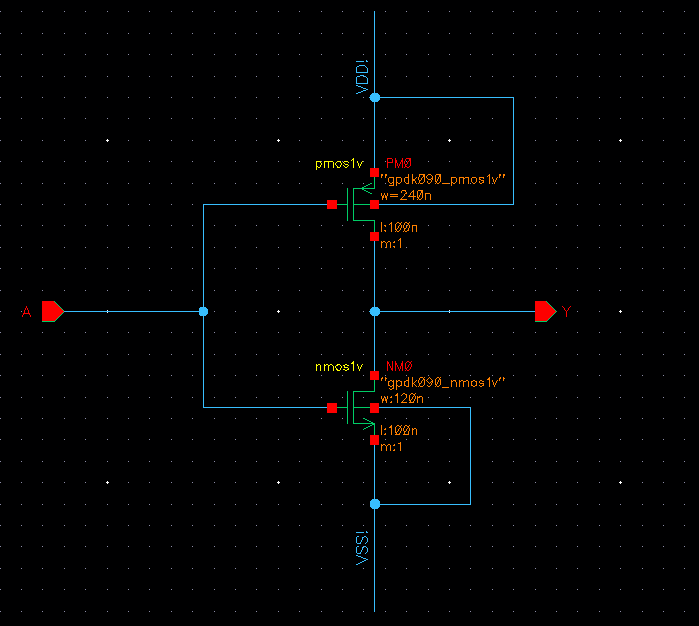 VDD!
pmos1v PM0
"gpdk090_pmos1v"
w=240n
l:100n
m:1
A
Y
nmos1v NM0
"gpdk090_nmos1v"
w:120n
l:100n
m:1
VSS!